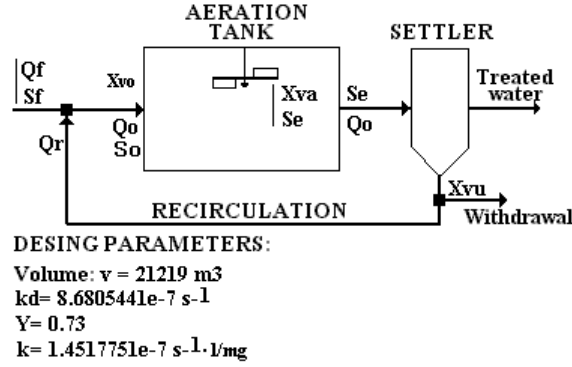 AERATION
TANK
SETTLER
Qf
Sf
Xvo
Qo
So
Qr
Xva
Se
Se
Qo
Treated
water
Xvu
Withdrawal
RECIRCULATION
DESING PARAMETERS:
Volume: v = 21219 m3
kd= 8.6805441e-7 s-1
Y= 0.73
k= 1.4517751e-7 s-1·l/mg